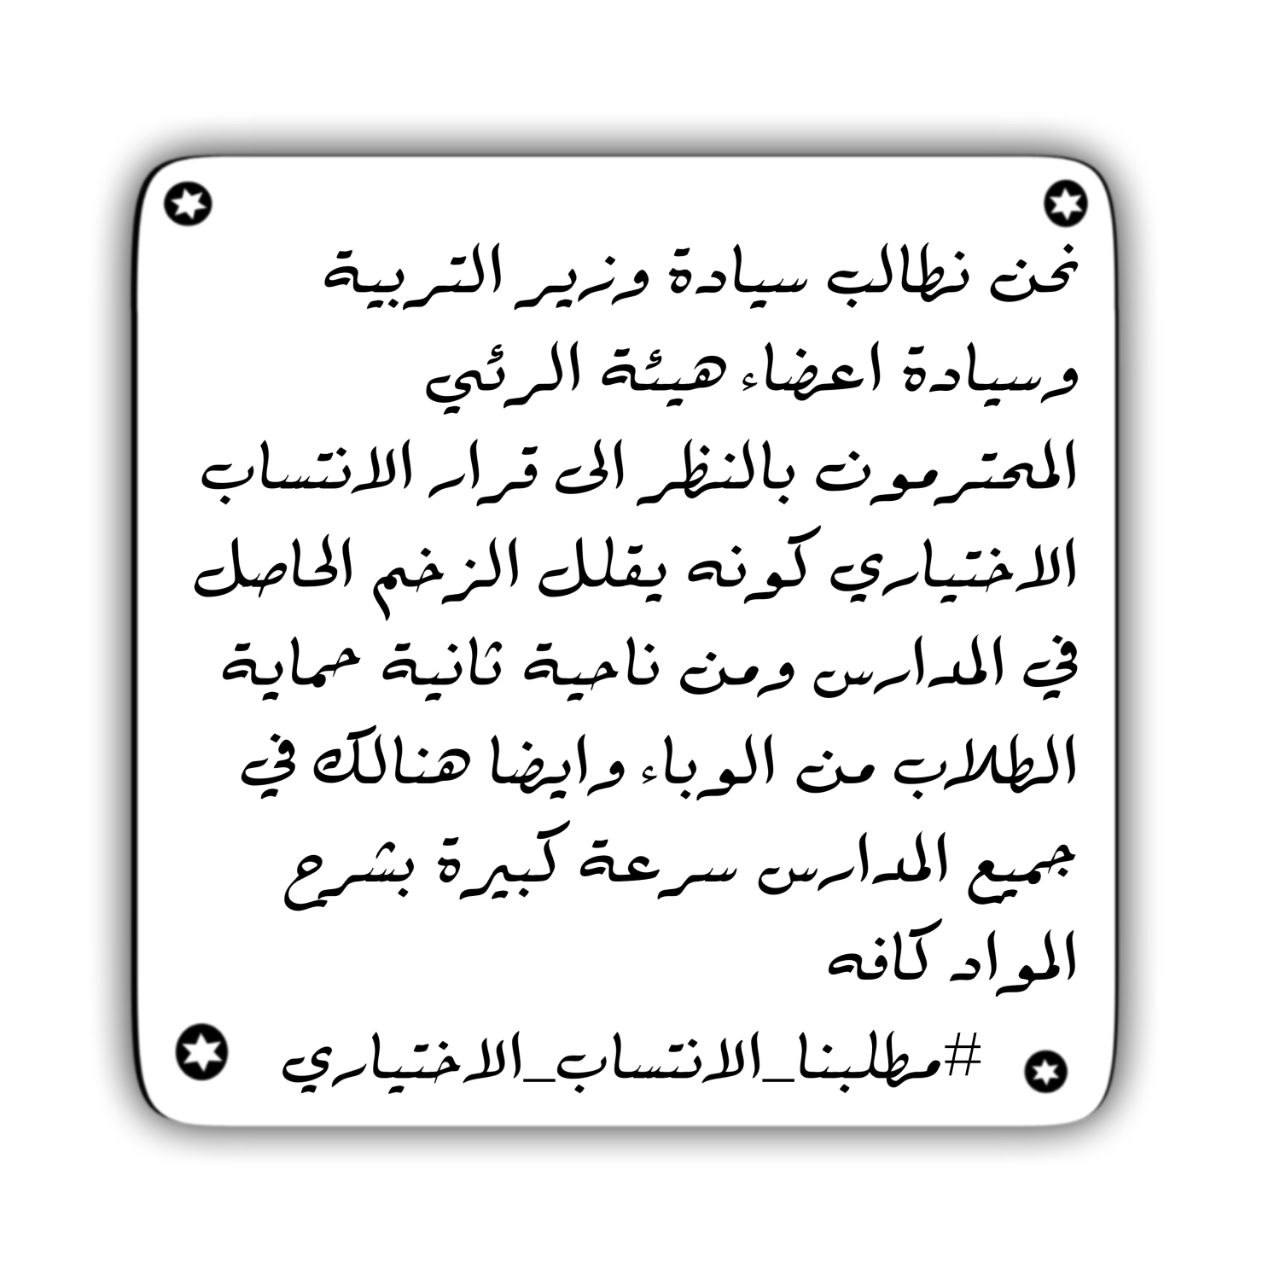 نحن نطالب سيادة وزير التربية
وسيادة اعضاء هيئة الرئي
المحترمون بالنظر الى قرار الانتساب
الاختياري كونه يقلل الزخم الحاصل
في المدارس ومن ناحية ثانية حماية
الطلاب من الوباء وايضا هنالك في
جميع المدارس سرعة كبيرة بشرح
المواد كافه
#مطلبنا_الانتساب_الاختياري